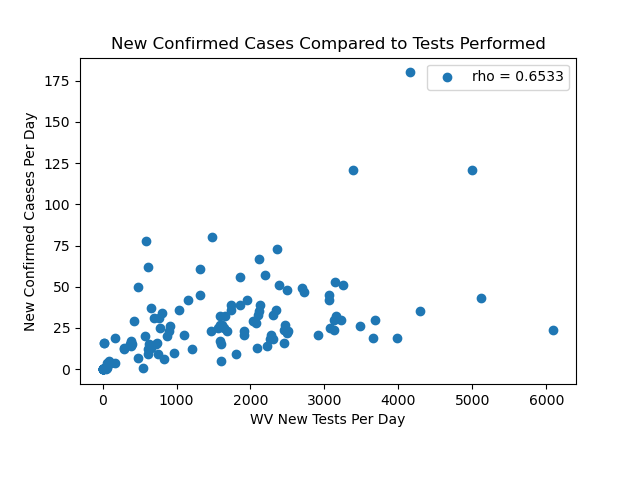 New Confirmed Cases Compared to Tests Performed
rho = 0.6533
New Confirmed Caeses Per Day
175
150
125
100
75
50
25
0
0 1000 2000 3000 4000 5000 6000
WV New Tests Per Day